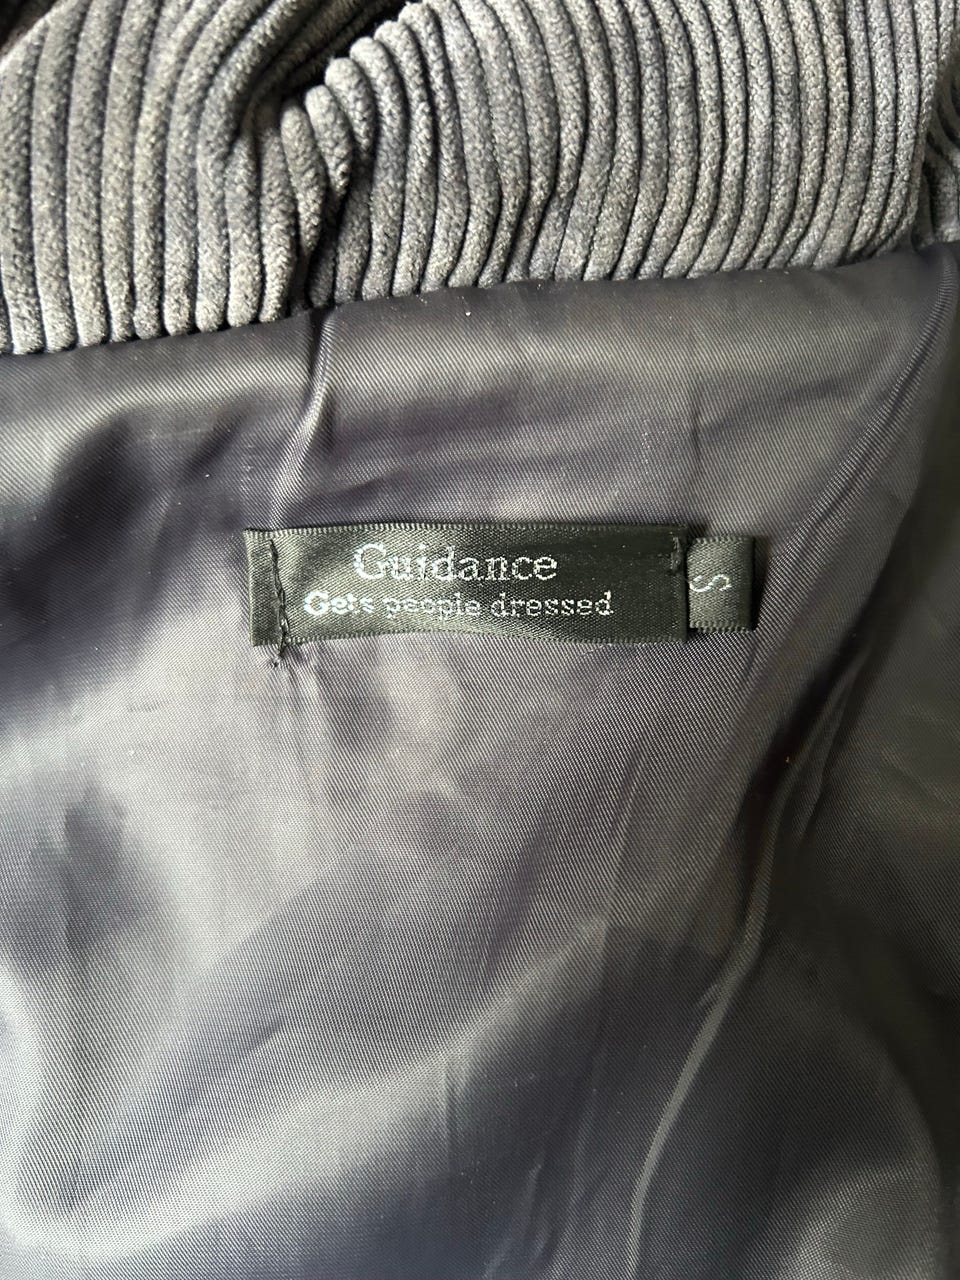 Guidance
Gets people dressed
S